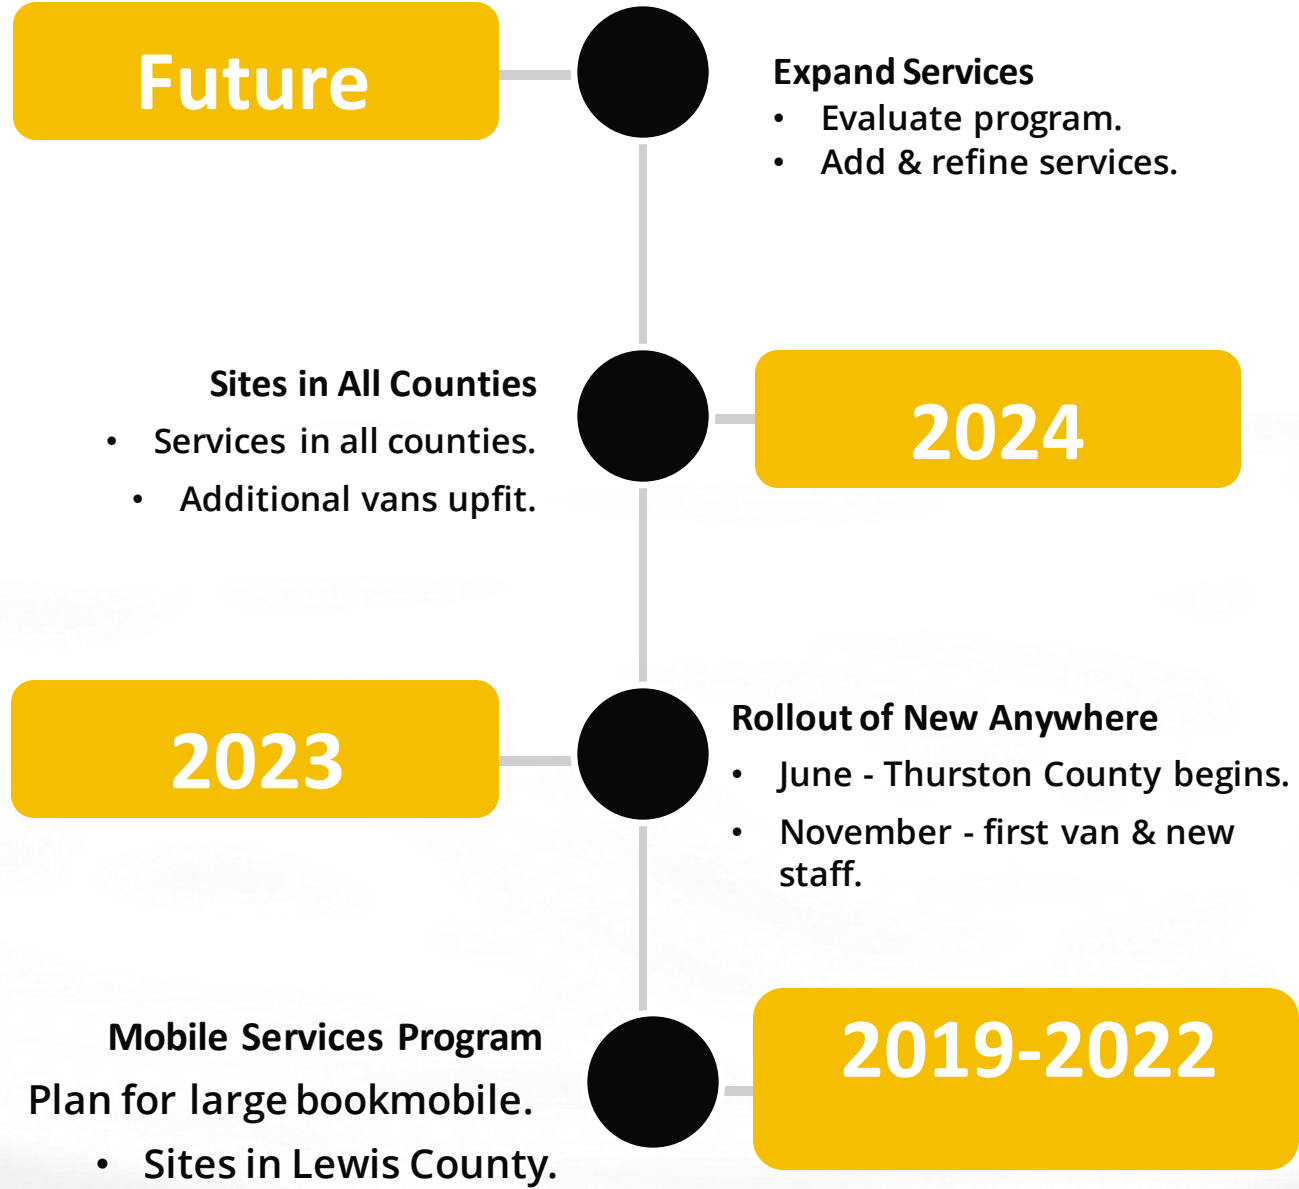 Future
Expand Services
• Evaluate program.
• Add & refine services.
Sites in All Counties
• Services in all counties.
• Additional vans upfit.
2024
2023
Rollout of New Anywhere
• June - Thurston County begins.
• November - first van & new
staff.
Mobile Services Program
Plan for large bookmobile.
• Sites in Lewis County.
2019-2022